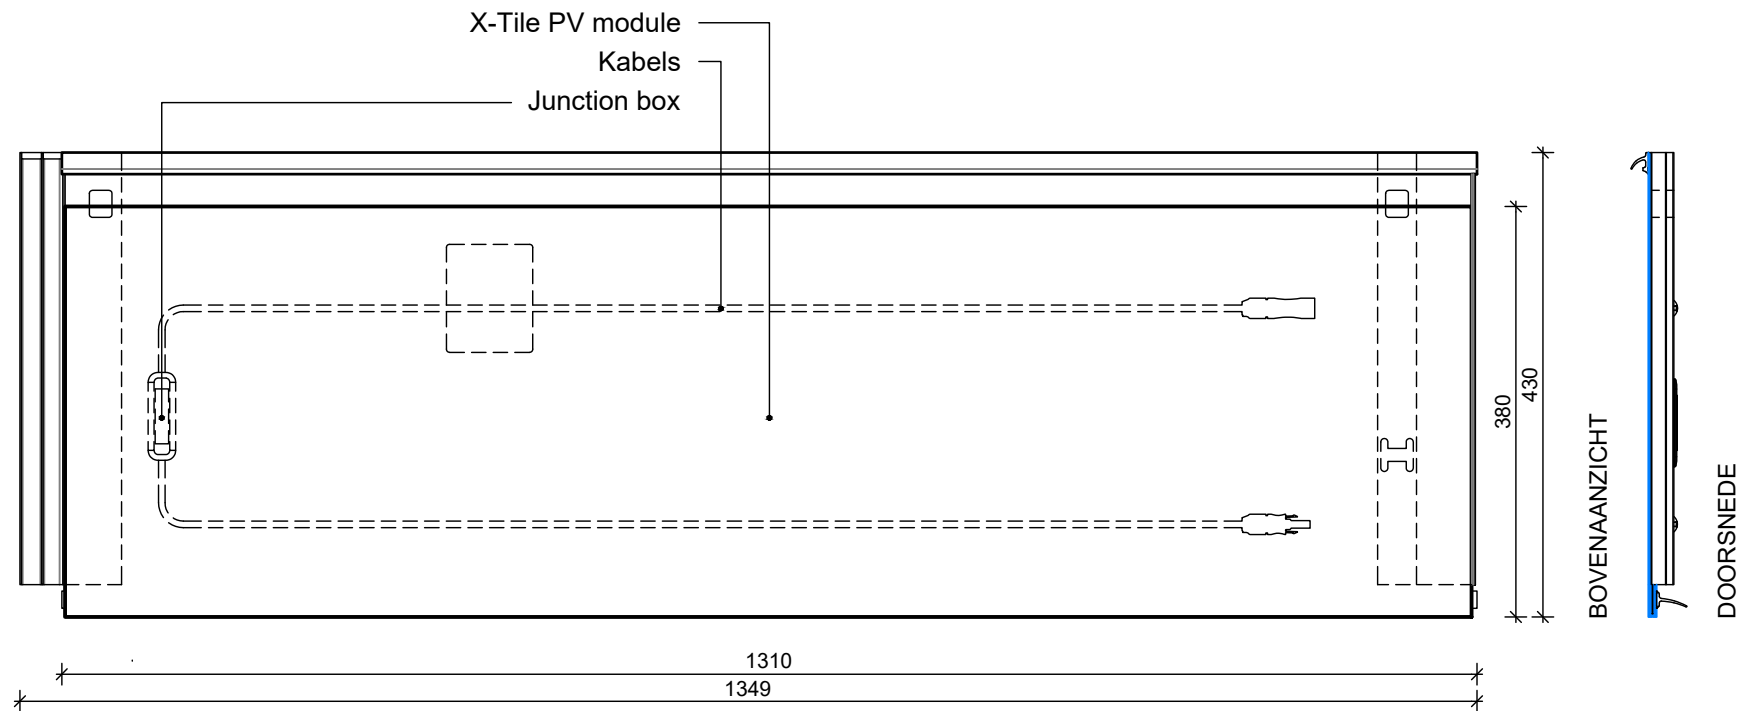 X-Tile PV module
Kabels
Junction box
380
430
BOVENAANZICHT
DOORSNEDE
1310
1349